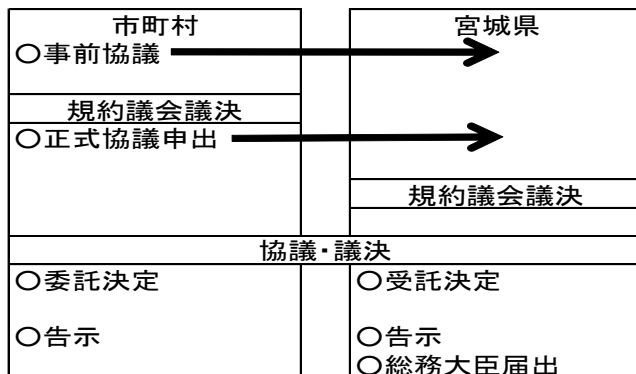 市町村
○事前協議
規約議会議決
○正式協議申出
宮城県
規約議会議決
協議・議決
○委託決定
○告示
○受託決定
○告示
○総務大臣届出